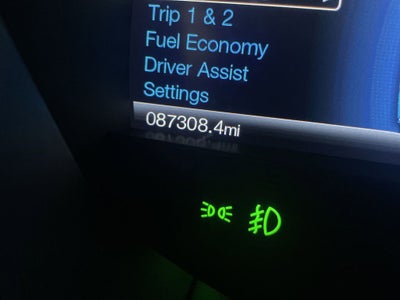 Trip 1 & 2
Fuel Economy
Driver Assist
Settings
087308.4mi